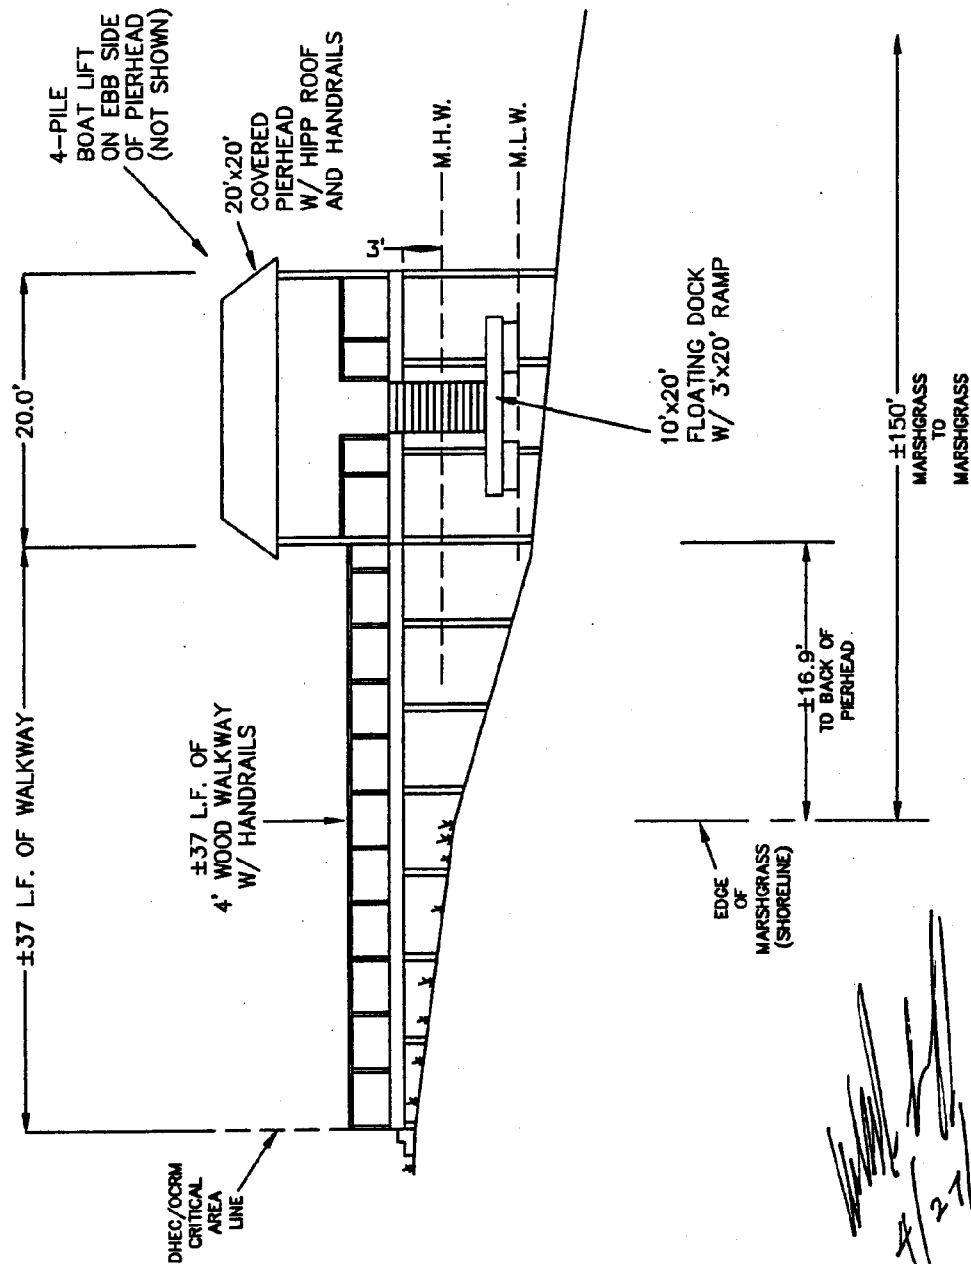 ±37 L.F. OF WALKWAY
20.0'
4-PILE
BOAT LIFT
ON EBB SIDE
OF PIERHEAD
(NOT SHOWN)
20'x20'
COVERED
PIERHEAD
W/ HIPP ROOF
AND HANDRAILS
DHEC/OCRM
CRITICAL
AREA
LINE
±37 L.F. OF
4' WOOD WALKWAY
W/ HANDRAILS
3'
M.H.W.
M.L.W.
10'x20'
FLOATING DOCK
W/ 3'x20' RAMP
EDGE
OF
MARSHGRASS
(SHORELINE)
±16.9'
TO BACK OF
PIERHEAD
±150'
MARSHGRASS
TO
MARSHGRASS